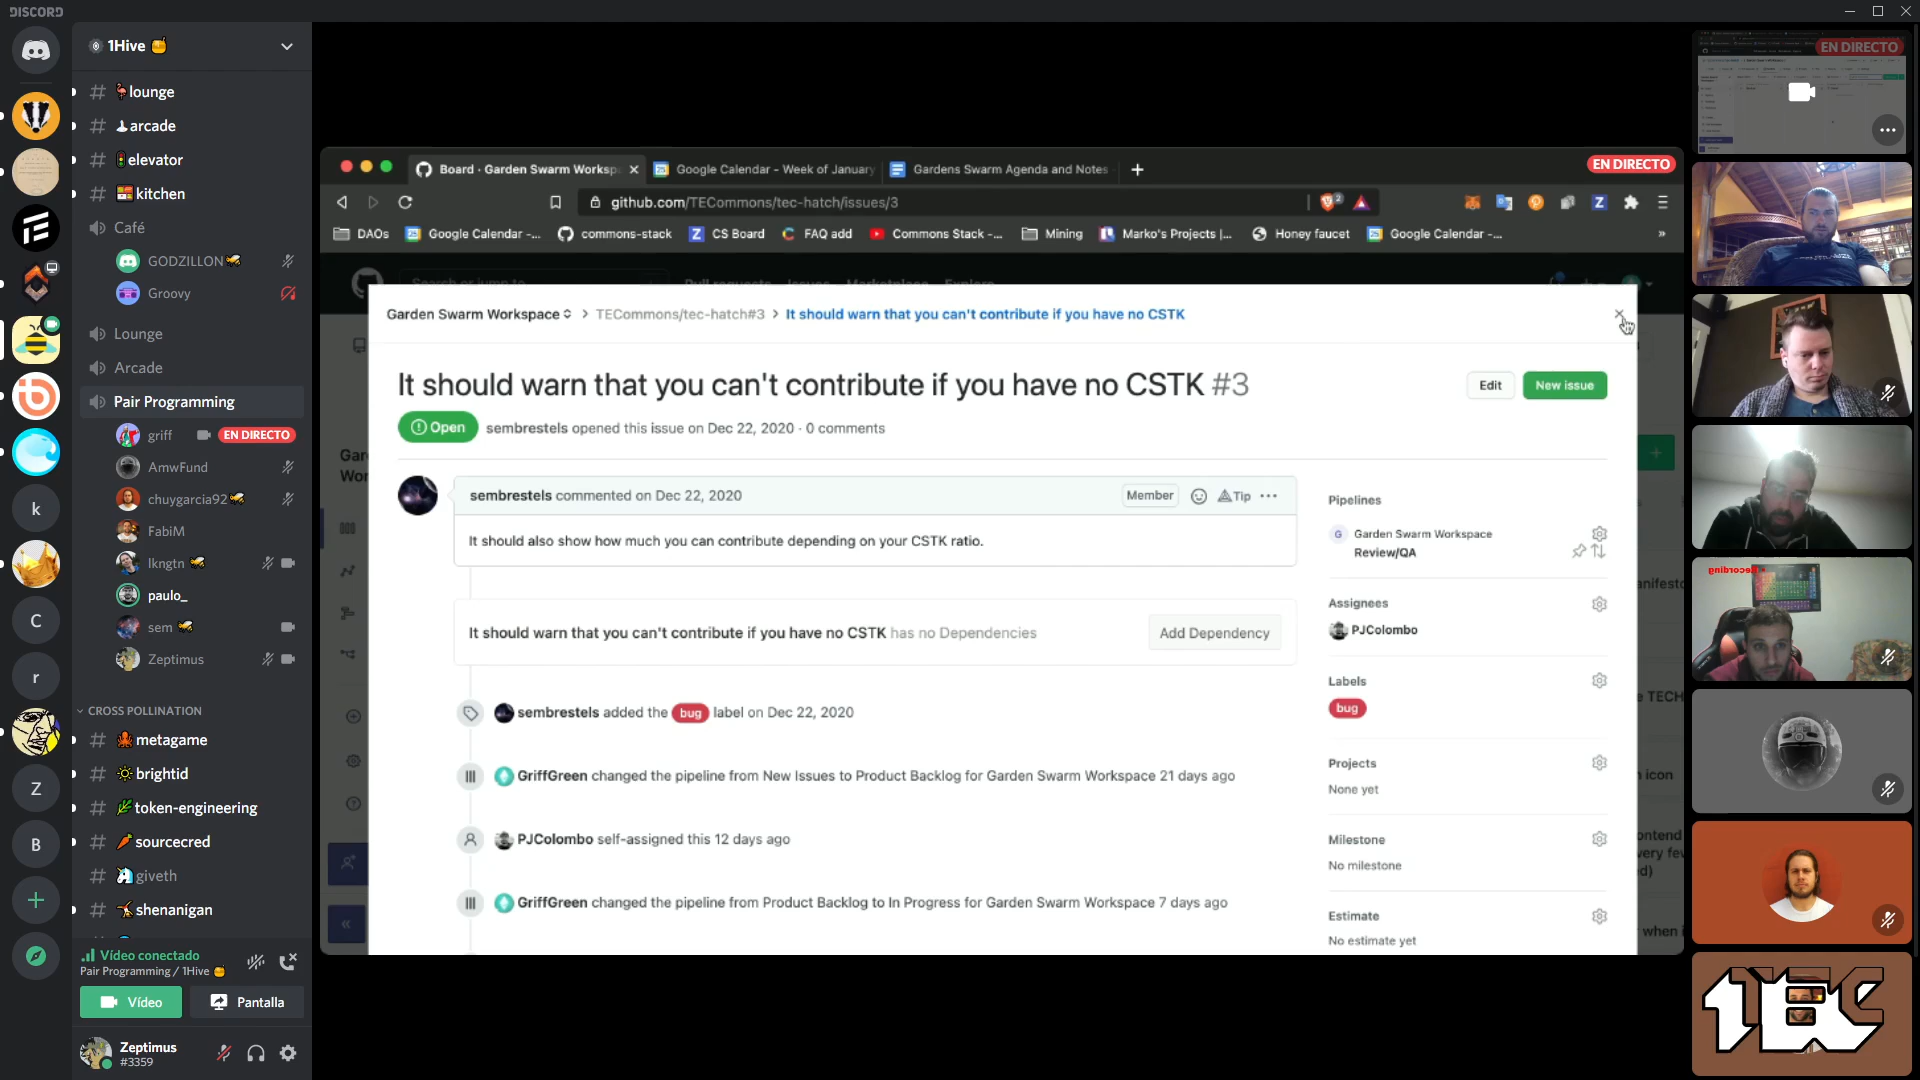 DISCORD
1Hive
lounge
arcade
elevator
kitchen
Café
GODZILLON
Groovy
Lounge
Arcade
Pair Programming
griff EN DIRECTO
AmwFund
chuygarcia92
FabiM
lkngtn
paulo_
sem
Zeptimus
CROSS POLLINATION
metagame
brightid
token-engineering
sourcecred
giveth
shenanigan
k
C
r
Z
B
Vídeo conectado
Pair Programming / 1Hive
Vídeo
Pantalla
Zeptimus
#3359
Board · Garden Swarm Worksp
Google Calendar - Week of January
Gardens Swarm Agenda and Notes
EN DIRECTO
github.com/TECommons/tec-hatch/issues/3
DAOs
Google Calendar -...
commons-stack
CS Board
FAQ add
Commons Stack -...
Mining
Marko's Projects |...
Honey faucet
Google Calendar -...
Garden Swarm Workspace > TECommons/tec-hatch#3 > It should warn that you can't contribute if you have no CSTK
It should warn that you can't contribute if you have no CSTK #3
Edit
New issue
Open
sembrestels opened this issue on Dec 22, 2020 · 0 comments
sembrestels commented on Dec 22, 2020
Member
Tip
It should also show how much you can contribute depending on your CSTK ratio.
It should warn that you can't contribute if you have no CSTK has no Dependencies
Add Dependency
sembrestels added the bug label on Dec 22, 2020
GriffGreen changed the pipeline from New Issues to Product Backlog for Garden Swarm Workspace 21 days ago
PJColombo self-assigned this 12 days ago
GriffGreen changed the pipeline from Product Backlog to In Progress for Garden Swarm Workspace 7 days ago
Pipelines
G Garden Swarm Workspace
Review/QA
Assignees
PJColombo
Labels
bug
Projects
None yet
Milestone
No milestone
Estimate
No estimate yet
EN DIRECTO
Recording
TEC